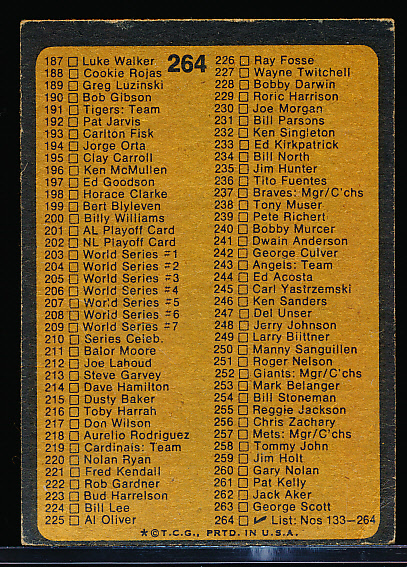 264
187 Luke Walker
188 Cookie Rojas
189 Greg Luzinski
190 Bob Gibson
191 Tigers: Team
192 Pat Jarvis
193 Carlton Fisk
194 Jorge Orta
195 Clay Carroll
196 Ken McMullen
197 Ed Goodson
198 Horace Clarke
199 Bert Blyleven
200 Billy Williams
201 AL Playoff Card
202 NL Playoff Card
203 World Series #1
204 World Series #2
205 World Series #3
206 World Series #4
207 World Series #5
208 World Series #6
209 World Series #7
210 Series Celeb.
211 Balor Moore
212 Joe Lahoud
213 Steve Garvey
214 Dave Hamilton
215 Dusty Baker
216 Toby Harrah
217 Don Wilson
218 Aurelio Rodriguez
219 Cardinals: Team
220 Nolan Ryan
221 Fred Kendall
222 Rob Gardner
223 Bud Harrelson
224 Bill Lee
225 Al Oliver
226 Ray Fosse
227 Wayne Twitchell
228 Bobby Darwin
229 Roric Harrison
230 Joe Morgan
231 Bill Parsons
232 Ken Singleton
233 Ed Kirkpatrick
234 Bill North
235 Jim Hunter
236 Tito Fuentes
237 Braves: Mgr/C'chs
238 Tony Muser
239 Pete Richert
240 Bobby Murcer
241 Dwain Anderson
242 George Culver
243 Angels: Team
244 Ed Acosta
245 Carl Yastrzemski
246 Ken Sanders
247 Del Unser
248 Jerry Johnson
249 Larry Biittner
250 Manny Sanguillen
251 Roger Nelson
252 Giants: Mgr/C'chs
253 Mark Belanger
254 Bill Stoneman
255 Reggie Jackson
256 Chris Zachary
257 Mets: Mgr/C'chs
258 Tommy John
259 Jim Holt
260 Gary Nolan
261 Pat Kelly
262 Jack Aker
263 George Scott
264 ✓ List: Nos 133-264
*© T.C.G., PRTD. IN U.S.A.